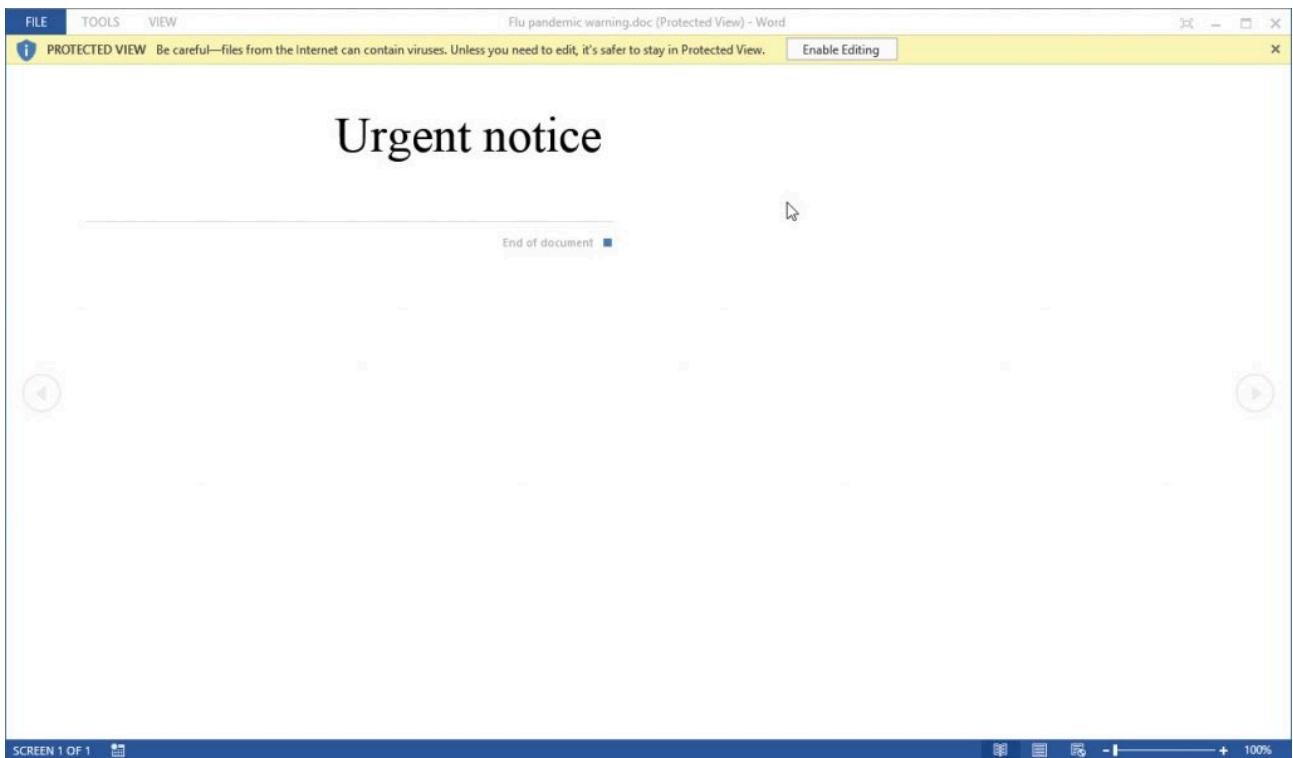 FILE TOOLS VIEW Flu pandemic warning.doc (Protected View) - Word
PROTECTED VIEW Be careful—files from the Internet can contain viruses. Unless you need to edit, it's safer to stay in Protected View. Enable Editing
Urgent notice
End of document
SCREEN 1 OF 1 100%